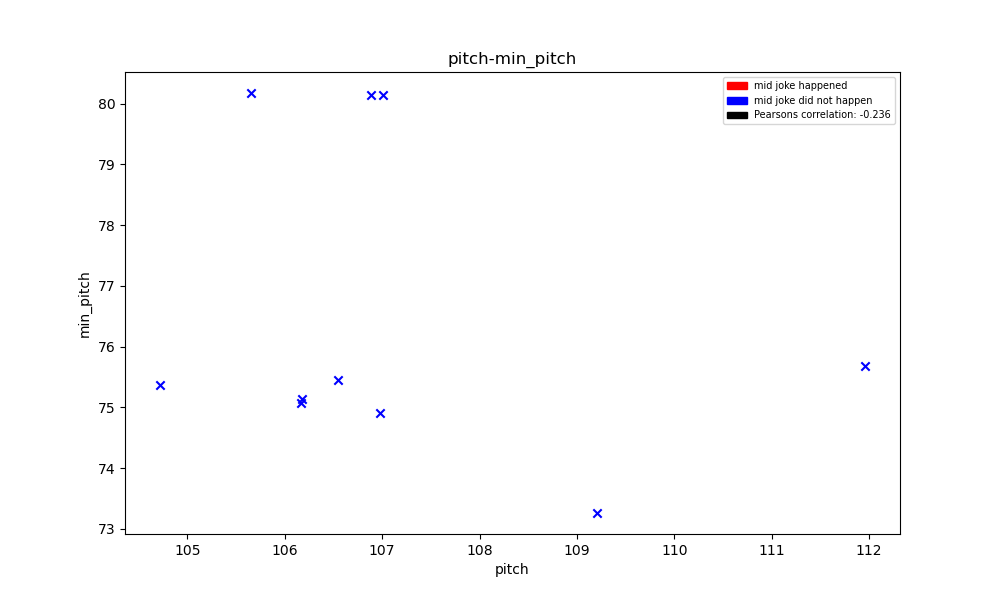 pitch-min_pitch
mid joke happened
mid joke did not happen
Pearsons correlation: -0.236
80
79
78
77
76
75
74
73
min_pitch
105 106 107 108 109 110 111 112
pitch